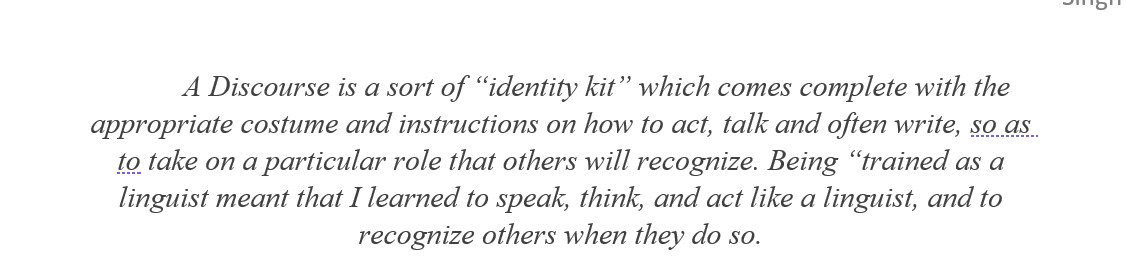 A Discourse is a sort of “identity kit” which comes complete with the
appropriate costume and instructions on how to act, talk and often write, so as
to take on a particular role that others will recognize. Being “trained as a
linguist meant that I learned to speak, think, and act like a linguist, and to
recognize others when they do so.